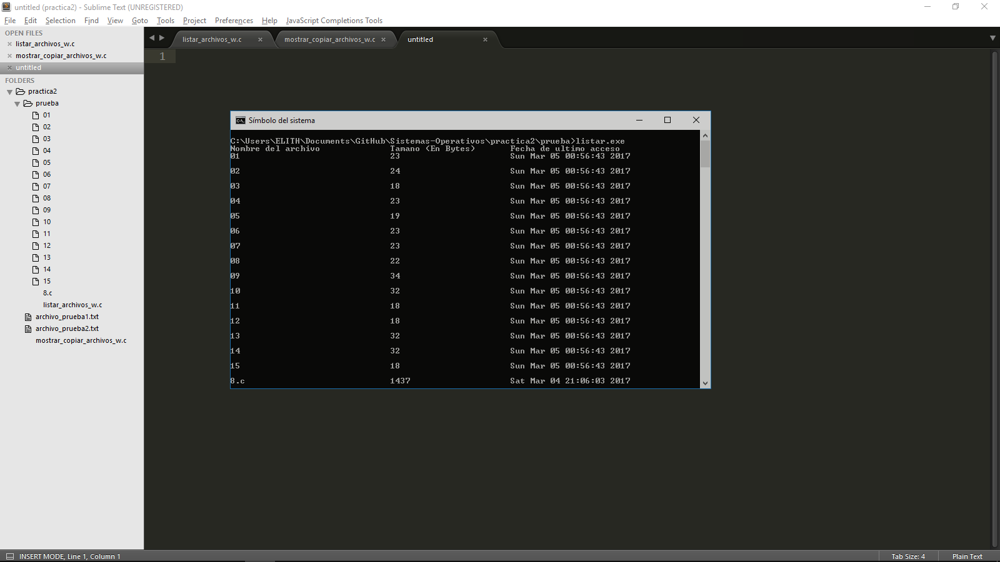 untitled (practica2) - Sublime Text (UNREGISTERED)
File Edit Selection Find View Goto Tools Project Preferences Help JavaScript Completions Tools
OPEN FILES
listar_archivos_w.c
mostrar_copiar_archivos_w.c
untitled
FOLDERS
practica2
prueba
01
02
03
04
05
06
07
08
09
10
11
12
13
14
15
8.c
listar_archivos_w.c
archivo_prueba1.txt
archivo_prueba2.txt
mostrar_copiar_archivos_w.c
listar_archivos_w.c mostrar_copiar_archivos_w.c untitled
1
Símbolo del sistema
C:\Users\ELITH\Documents\GitHub\Sistemas-Operativos\practica2\prueba>listar.exe
Nombre del archivo Tamano (En Bytes) Fecha de ultimo acceso
01 23 Sun Mar 05 00:56:43 2017
02 24 Sun Mar 05 00:56:43 2017
03 18 Sun Mar 05 00:56:43 2017
04 23 Sun Mar 05 00:56:43 2017
05 19 Sun Mar 05 00:56:43 2017
06 23 Sun Mar 05 00:56:43 2017
07 23 Sun Mar 05 00:56:43 2017
08 22 Sun Mar 05 00:56:43 2017
09 34 Sun Mar 05 00:56:43 2017
10 32 Sun Mar 05 00:56:43 2017
11 18 Sun Mar 05 00:56:43 2017
12 18 Sun Mar 05 00:56:43 2017
13 32 Sun Mar 05 00:56:43 2017
14 32 Sun Mar 05 00:56:43 2017
15 18 Sun Mar 05 00:56:43 2017
8.c 1437 Sat Mar 04 21:06:03 2017
INSERT MODE, Line 1, Column 1 Tab Size: 4 Plain Text